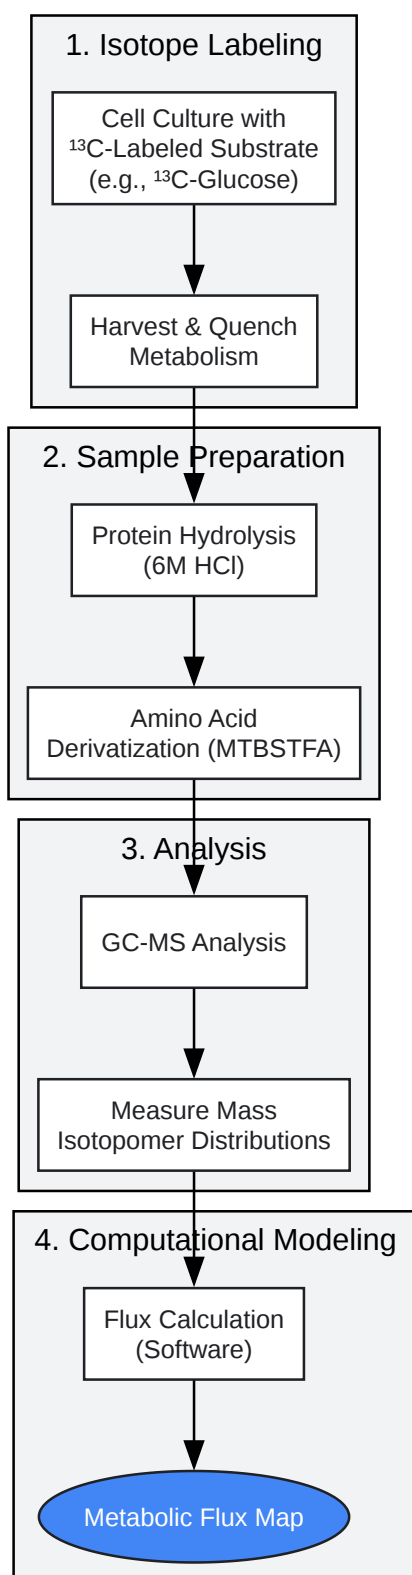 1. Isotope Labeling
Cell Culture with
¹³C-Labeled Substrate
(e.g., ¹³C-Glucose)
Harvest & Quench
Metabolism
2. Sample Preparation
Protein Hydrolysis
(6M HCl)
Amino Acid
Derivatization (MTBSTFA)
3. Analysis
GC-MS Analysis
Measure Mass
Isotopomer Distributions
4. Computational Modeling
Flux Calculation
(Software)
Metabolic Flux Map